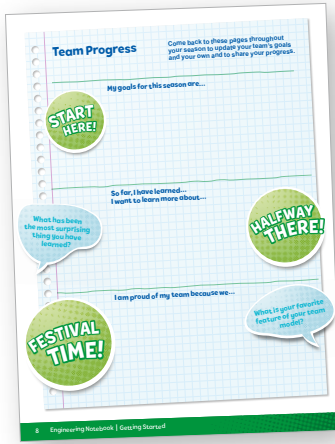 Team Progress
Come back to these pages throughout
your season to update your team's goals
and your own and to share your progress.
My goals for this season are...
START
HERE!
So far, I have learned...
I want to learn more about...
What has been
the most surprising
thing you have
learned?
HALFWAY
THERE!
I am proud of my team because we...
What is your favorite
feature of your team
model?
FESTIVAL
TIME!
8 Engineering Notebook | Getting Started